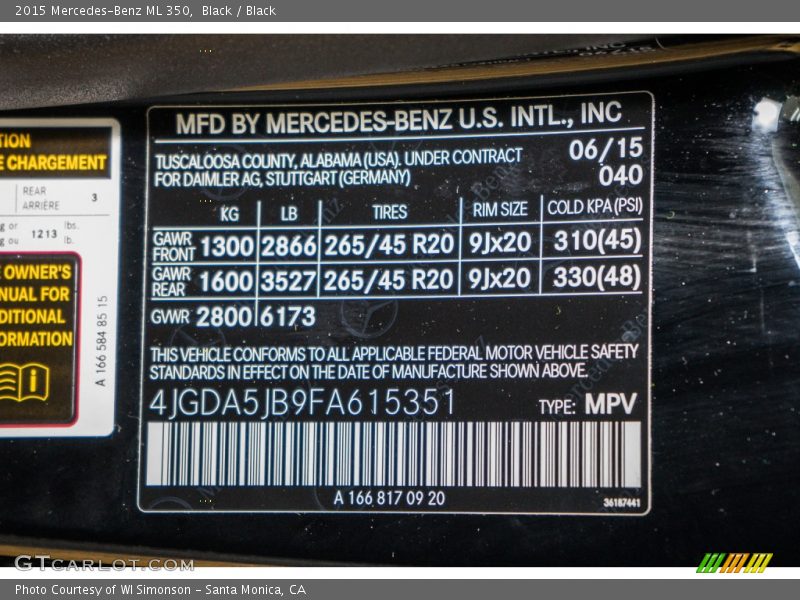 2015 Mercedes-Benz ML 350, Black / Black
TION
E CHARGEMENT
REAR
ARRIÈRE 3
g or
g ou 1213 lbs.
lb.
E OWNER'S
NUAL FOR
DITIONAL
ORMATION
A 166 584 85 15
MFD BY MERCEDES-BENZ U.S. INTL., INC
TUSCALOOSA COUNTY, ALABAMA (USA). UNDER CONTRACT 06/15
FOR DAIMLER AG, STUTTGART (GERMANY) 040
KG LB TIRES RIM SIZE COLD KPA (PSI)
GAWR
FRONT 1300 2866 265/45 R20 9Jx20 310(45)
GAWR
REAR 1600 3527 265/45 R20 9Jx20 330(48)
GWR 2800 6173
THIS VEHICLE CONFORMS TO ALL APPLICABLE FEDERAL MOTOR VEHICLE SAFETY
STANDARDS IN EFFECT ON THE DATE OF MANUFACTURE SHOWN ABOVE.
4JGDA5JB9FA615351 TYPE: MPV
A 166 817 09 20
36187441
GTCARLOT.COM
Photo Courtesy of WI Simonson - Santa Monica, CA